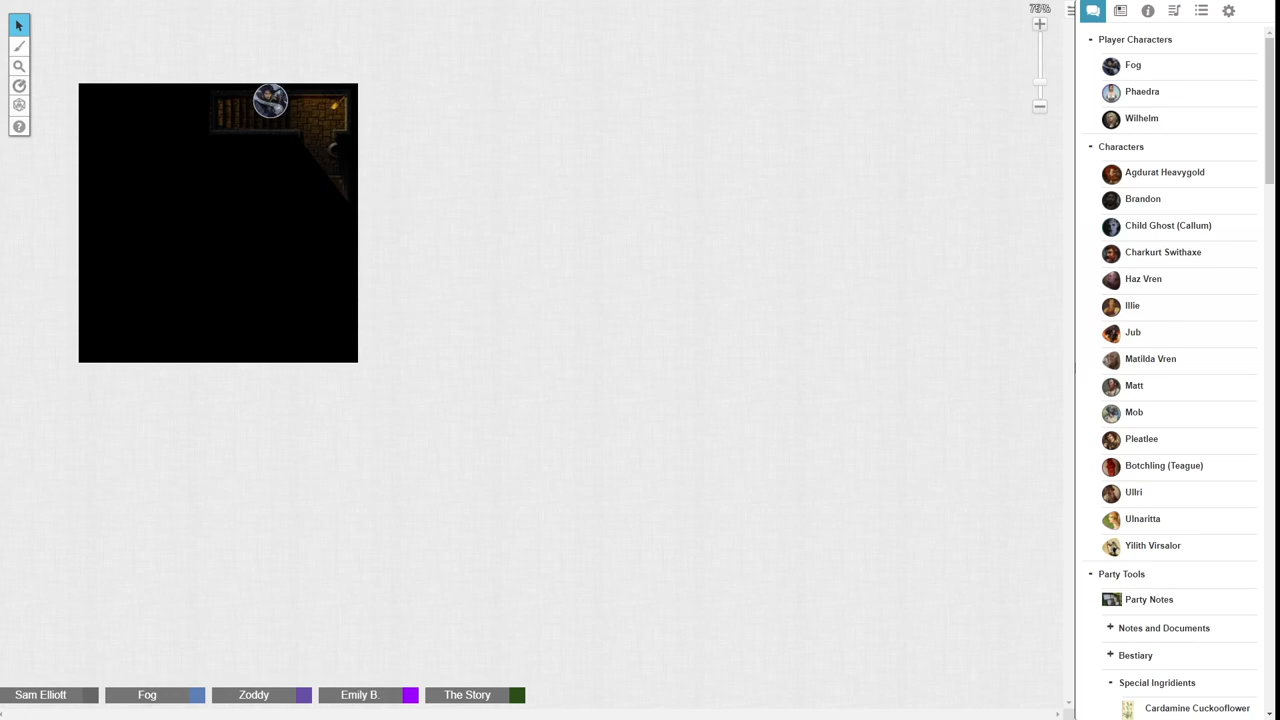 75%
Player Characters
Fog
Phaedra
Wilhelm
Characters
Agdurat Heavygold
Brandon
Child Ghost (Callum)
Charkurt Swithaxe
Haz Vren
Illie
Jub
Matilda Vren
Matt
Mob
Pleatlee
Botchling (Teague)
Ullri
Ulnaritta
Yilith Virsalor
Party Tools
Party Notes
Notes and Documents
Bestiary
Special Ingridients
Cardamine Cuckooflower
Sam Elliott
Fog
Zoddy
Emily B.
The Story